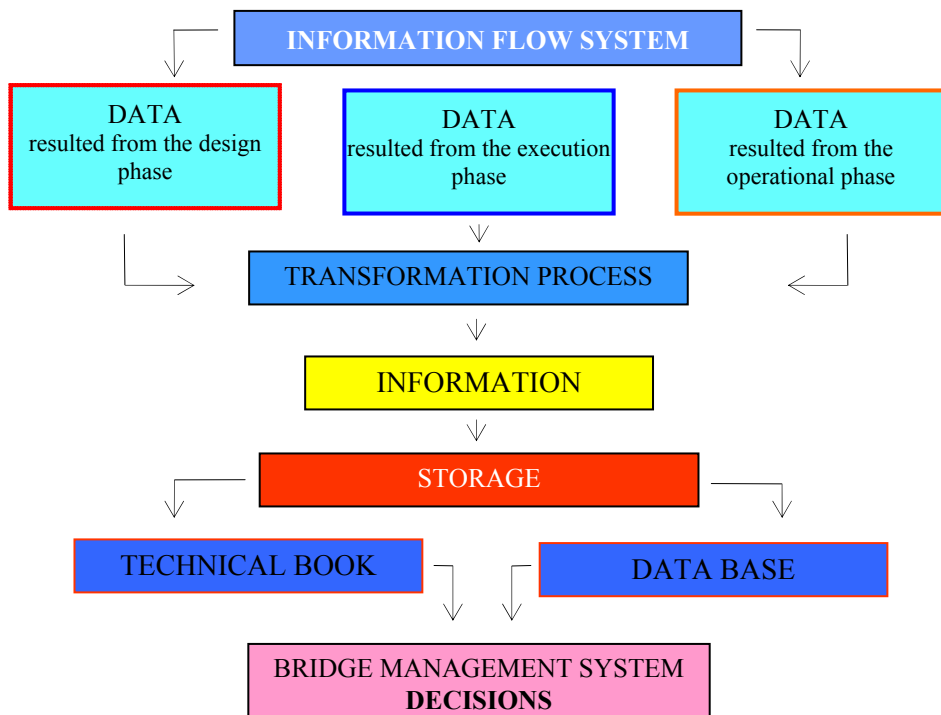 INFORMATION FLOW SYSTEM
DATA
resulted from the design
phase
DATA
resulted from the execution
phase
DATA
resulted from the
operational phase
TRANSFORMATION PROCESS
INFORMATION
STORAGE
TECHNICAL BOOK
DATA BASE
BRIDGE MANAGEMENT SYSTEM
DECISIONS